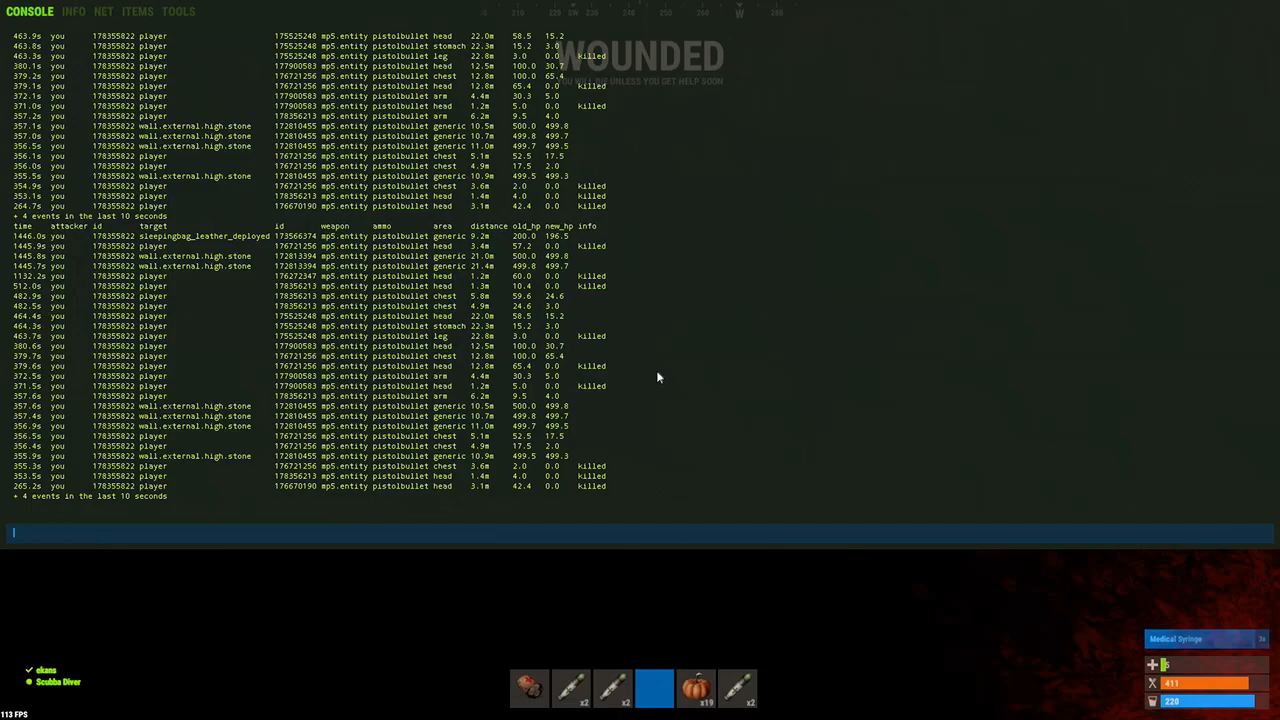 CONSOLE INFO NET ITEMS TOOLS
SW W
WOUNDED
463.9s you 178355822 player 175525248 mp5.entity pistolbullet head 22.0m 58.5 15.2
463.8s you 178355822 player 175525248 mp5.entity pistolbullet stomach 22.3m 15.2 3.0
463.3s you 178355822 player 175525248 mp5.entity pistolbullet leg 22.8m 3.0 0.0 killed
380.1s you 178355822 player 177900583 mp5.entity pistolbullet head 12.5m 100.0 30.7
379.2s you 178355822 player 176721256 mp5.entity pistolbullet chest 12.8m 100.0 65.4
379.1s you 178355822 player 176721256 mp5.entity pistolbullet head 12.8m 65.4 0.0 killed
372.1s you 178355822 player 177900583 mp5.entity pistolbullet arm 4.4m 30.3 5.0
371.0s you 178355822 player 177900583 mp5.entity pistolbullet head 1.2m 5.0 0.0 killed
357.2s you 178355822 player 178356213 mp5.entity pistolbullet arm 6.2m 9.5 4.0
357.1s you 178355822 wall.external.high.stone 172810455 mp5.entity pistolbullet generic 10.5m 500.0 499.8
357.0s you 178355822 wall.external.high.stone 172810455 mp5.entity pistolbullet generic 10.7m 499.8 499.7
356.5s you 178355822 wall.external.high.stone 172810455 mp5.entity pistolbullet generic 11.0m 499.7 499.5
356.1s you 178355822 player 176721256 mp5.entity pistolbullet chest 5.1m 52.5 17.5
356.0s you 178355822 player 176721256 mp5.entity pistolbullet chest 4.9m 17.5 2.0
355.5s you 178355822 wall.external.high.stone 172810455 mp5.entity pistolbullet generic 10.9m 499.5 499.3
354.9s you 178355822 player 176721256 mp5.entity pistolbullet chest 3.6m 2.0 0.0 killed
353.1s you 178355822 player 178356213 mp5.entity pistolbullet head 1.4m 4.0 0.0 killed
264.7s you 178355822 player 176670190 mp5.entity pistolbullet head 3.1m 42.4 0.0 killed
+ 4 events in the last 10 seconds
time attacker id target id weapon ammo area distance old_hp new_hp info
1446.0s you 178355822 sleepingbag_leather_deployed 173566374 mp5.entity pistolbullet generic 9.2m 200.0 196.5
1445.9s you 178355822 player 176721256 mp5.entity pistolbullet head 3.4m 57.2 0.0 killed
1445.8s you 178355822 wall.external.high.stone 172813394 mp5.entity pistolbullet generic 21.0m 500.0 499.8
1445.7s you 178355822 wall.external.high.stone 172813394 mp5.entity pistolbullet generic 21.4m 499.8 499.7
1132.2s you 178355822 player 176272347 mp5.entity pistolbullet head 1.2m 60.0 0.0 killed
512.0s you 178355822 player 178356213 mp5.entity pistolbullet head 1.3m 10.4 0.0 killed
482.9s you 178355822 player 178356213 mp5.entity pistolbullet chest 5.8m 59.6 24.6
482.5s you 178355822 player 178356213 mp5.entity pistolbullet chest 4.9m 24.6 3.0
464.4s you 178355822 player 175525248 mp5.entity pistolbullet head 22.0m 58.5 15.2
464.3s you 178355822 player 175525248 mp5.entity pistolbullet stomach 22.3m 15.2 3.0
463.7s you 178355822 player 175525248 mp5.entity pistolbullet leg 22.8m 3.0 0.0 killed
380.6s you 178355822 player 177900583 mp5.entity pistolbullet head 12.5m 100.0 30.7
379.7s you 178355822 player 176721256 mp5.entity pistolbullet chest 12.8m 100.0 65.4
379.6s you 178355822 player 176721256 mp5.entity pistolbullet head 12.8m 65.4 0.0 killed
372.5s you 178355822 player 177900583 mp5.entity pistolbullet arm 4.4m 30.3 5.0
371.5s you 178355822 player 177900583 mp5.entity pistolbullet head 1.2m 5.0 0.0 killed
357.6s you 178355822 player 178356213 mp5.entity pistolbullet arm 6.2m 9.5 4.0
357.6s you 178355822 wall.external.high.stone 172810455 mp5.entity pistolbullet generic 10.5m 500.0 499.8
357.4s you 178355822 wall.external.high.stone 172810455 mp5.entity pistolbullet generic 10.7m 499.8 499.7
356.9s you 178355822 wall.external.high.stone 172810455 mp5.entity pistolbullet generic 11.0m 499.7 499.5
356.5s you 178355822 player 176721256 mp5.entity pistolbullet chest 5.1m 52.5 17.5
356.4s you 178355822 player 176721256 mp5.entity pistolbullet chest 4.9m 17.5 2.0
355.9s you 178355822 wall.external.high.stone 172810455 mp5.entity pistolbullet generic 10.9m 499.5 499.3
355.3s you 178355822 player 176721256 mp5.entity pistolbullet chest 3.6m 2.0 0.0 killed
353.5s you 178355822 player 178356213 mp5.entity pistolbullet head 1.4m 4.0 0.0 killed
265.2s you 178355822 player 176670190 mp5.entity pistolbullet head 3.1m 42.4 0.0 killed
+ 4 events in the last 10 seconds
Medical Syringe 3s
5
411
220
ekans
Scubba Diver
x2 x2 x19 x2
113 FPS